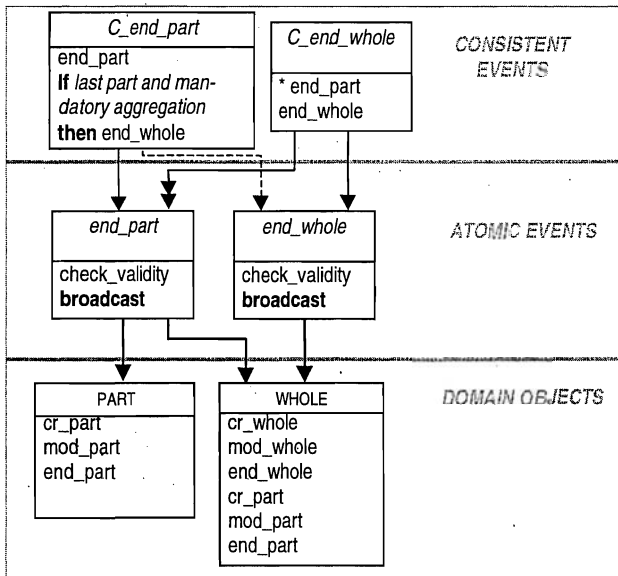 C_end_part
end_part
If last part and man-
datory aggregation
then end_whole
C_end_whole
* end_part
end_whole
CONSISTENT
EVENTS
end_part
check_validity
broadcast
end_whole
check_validity
broadcast
ATOMIC EVENTS
PART
cr_part
mod_part
end_part
WHOLE
cr_whole
mod_whole
end_whole
cr_part
mod_part
end_part
DOMAIN OBJECTS